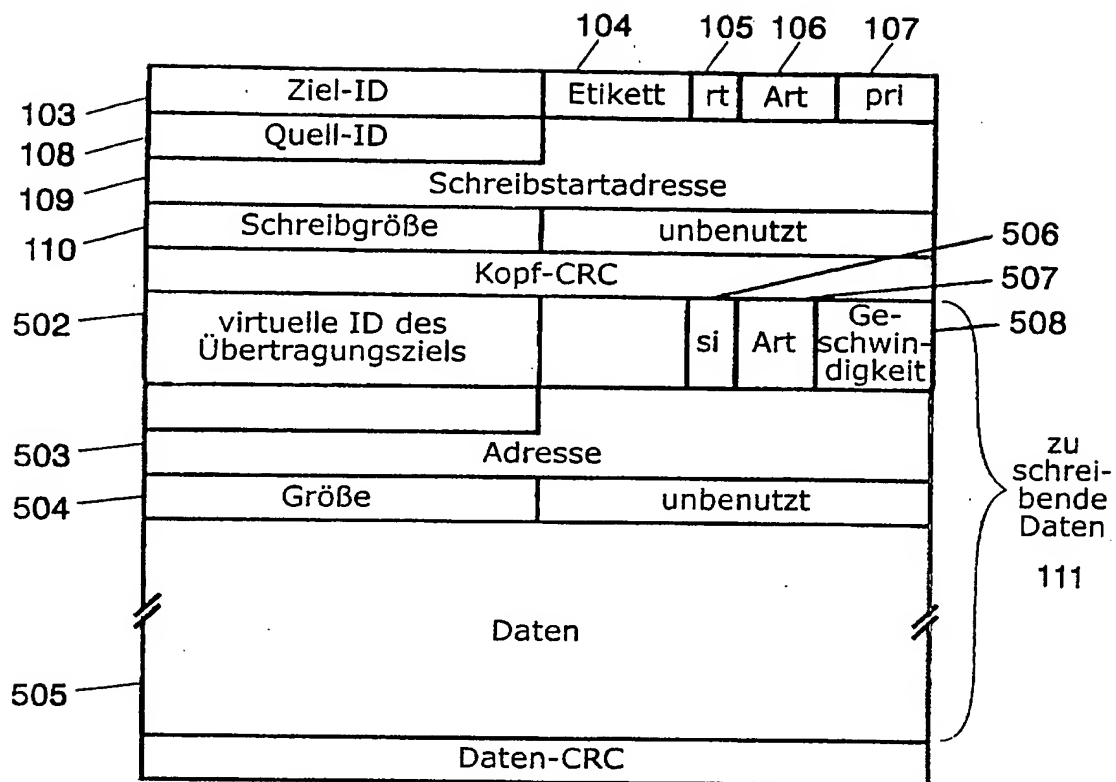 104 105 106 107
103 Ziel-ID Etikett rt Art pri
108 Quell-ID
109 Schreibstartadresse
110 Schreibgröße unbenutzt
506
Kopf-CRC
507
502 virtuelle ID des Übertragungsziels si Art Ge-schwin-digkeit 508
503 Adresse
504 Größe unbenutzt
zu
schrei-
bende
Daten
111
Daten
505
Daten-CRC